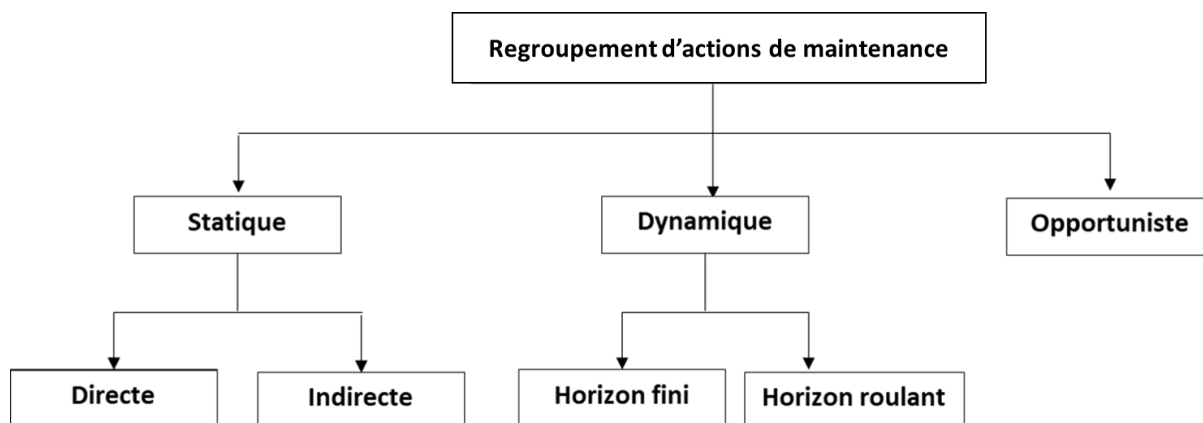 Regroupement d’actions de maintenance
Statique
Dynamique
Opportuniste
Directe
Indirecte
Horizon fini
Horizon roulant